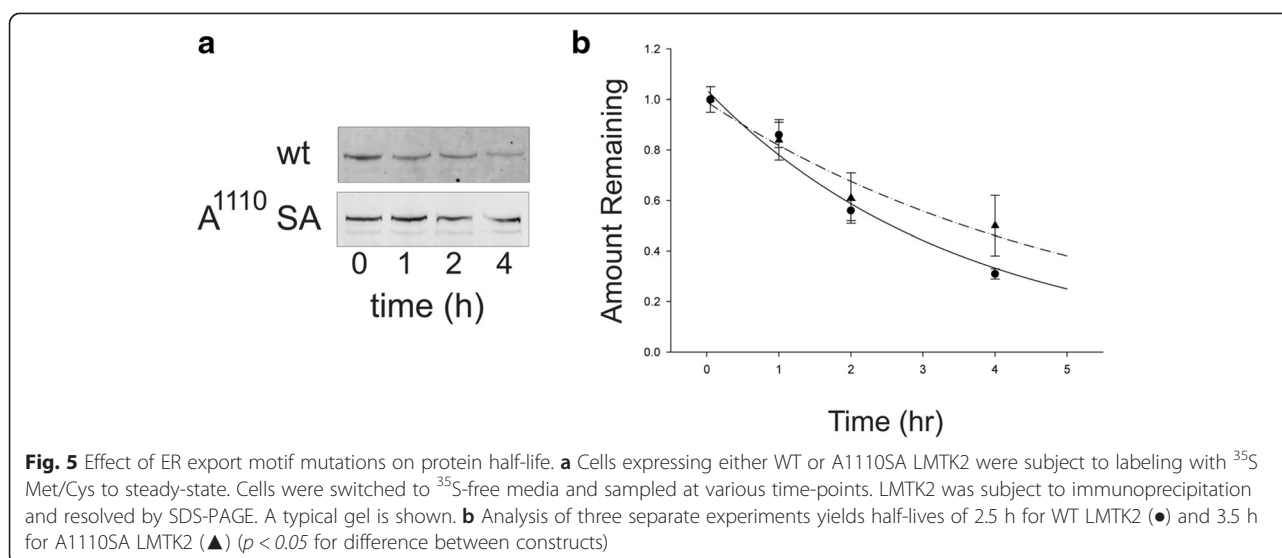 a
wt
A¹¹¹⁰ SA
0 1 2 4
time (h)
b
1.2
1.0
0.8
0.6
0.4
0.2
0.0
Amount Remaining
0 1 2 3 4 5
Time (hr)
Fig. 5 Effect of ER export motif mutations on protein half-life. a Cells expressing either WT or A1110SA LMTK2 were subject to labeling with ³⁵S
Met/Cys to steady-state. Cells were switched to ³⁵S-free media and sampled at various time-points. LMTK2 was subject to immunoprecipitation
and resolved by SDS-PAGE. A typical gel is shown. b Analysis of three separate experiments yields half-lives of 2.5 h for WT LMTK2 (●) and 3.5 h
for A1110SA LMTK2 (▲) (p < 0.05 for difference between constructs)